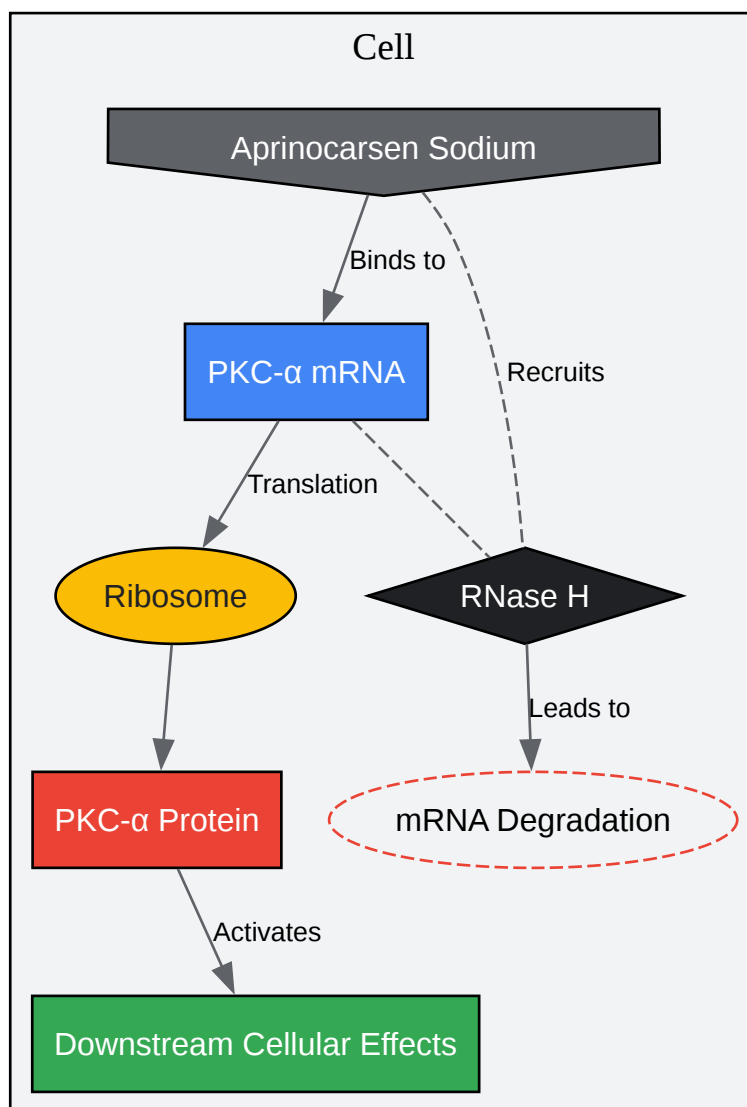 Cell
Aprinocarsen Sodium
Binds to
PKC-α mRNA
Recruits
Translation
Ribosome
RNase H
Leads to
PKC-α Protein
mRNA Degradation
Activates
Downstream Cellular Effects